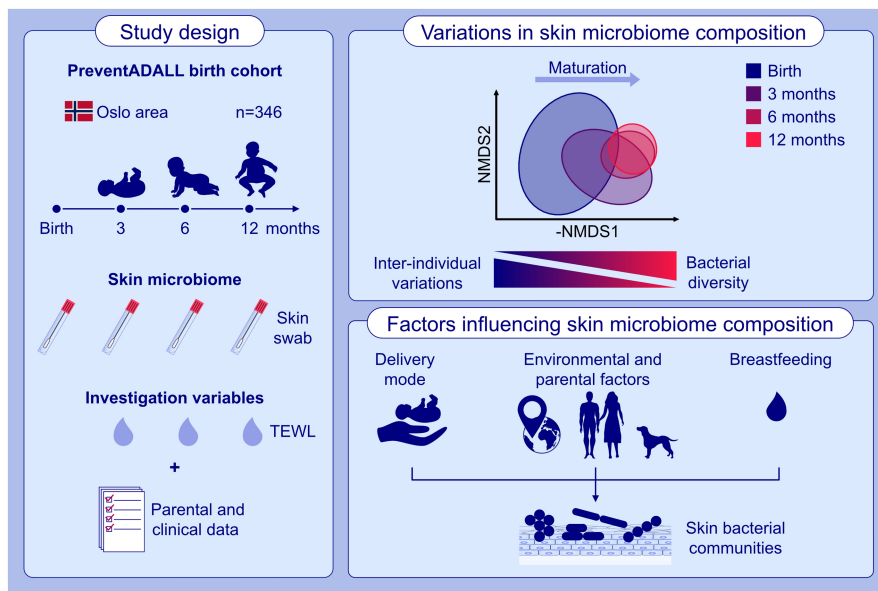 Study design
PreventADALL birth cohort
Oslo area
n=346
Birth 3 6 12 months
Skin microbiome
Skin
swab
Investigation variables
TEWL
+
Parental and
clinical data
Variations in skin microbiome composition
Maturation
NMDS2
-NMDS1
Birth
3 months
6 months
12 months
Inter-individual
variations
Bacterial
diversity
Factors influencing skin microbiome composition
Delivery
mode
Environmental and
parental factors
Breastfeeding
Skin bacterial
communities